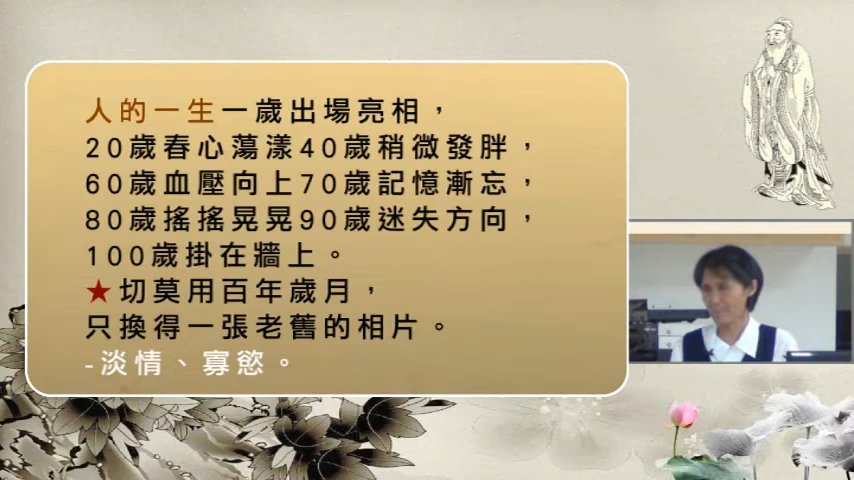 人的一生一歲出場亮相，
20歲春心蕩漾40歲稍微發胖，
60歲血壓向上70歲記憶漸忘，
80歲搖搖晃晃90歲迷失方向，
100歲掛在牆上。
★切莫用百年歲月，
只換得一張老舊的相片。
-淡情、寡慾。